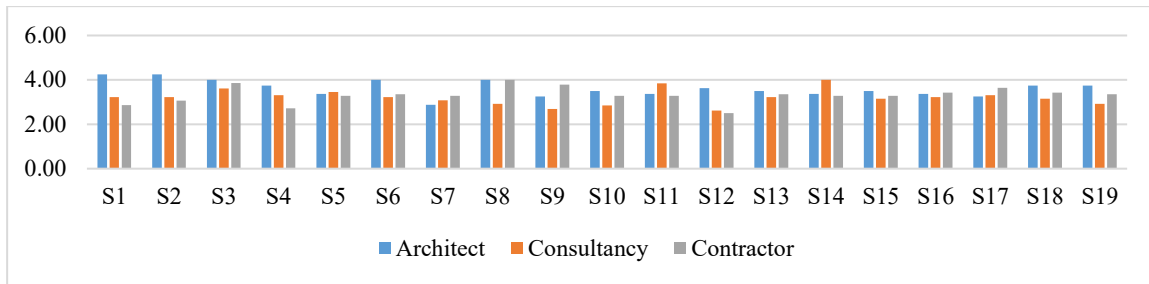 6.00
4.00
2.00
0.00
S1 S2 S3 S4 S5 S6 S7 S8 S9 S10 S11 S12 S13 S14 S15 S16 S17 S18 S19
Architect Consultancy Contractor